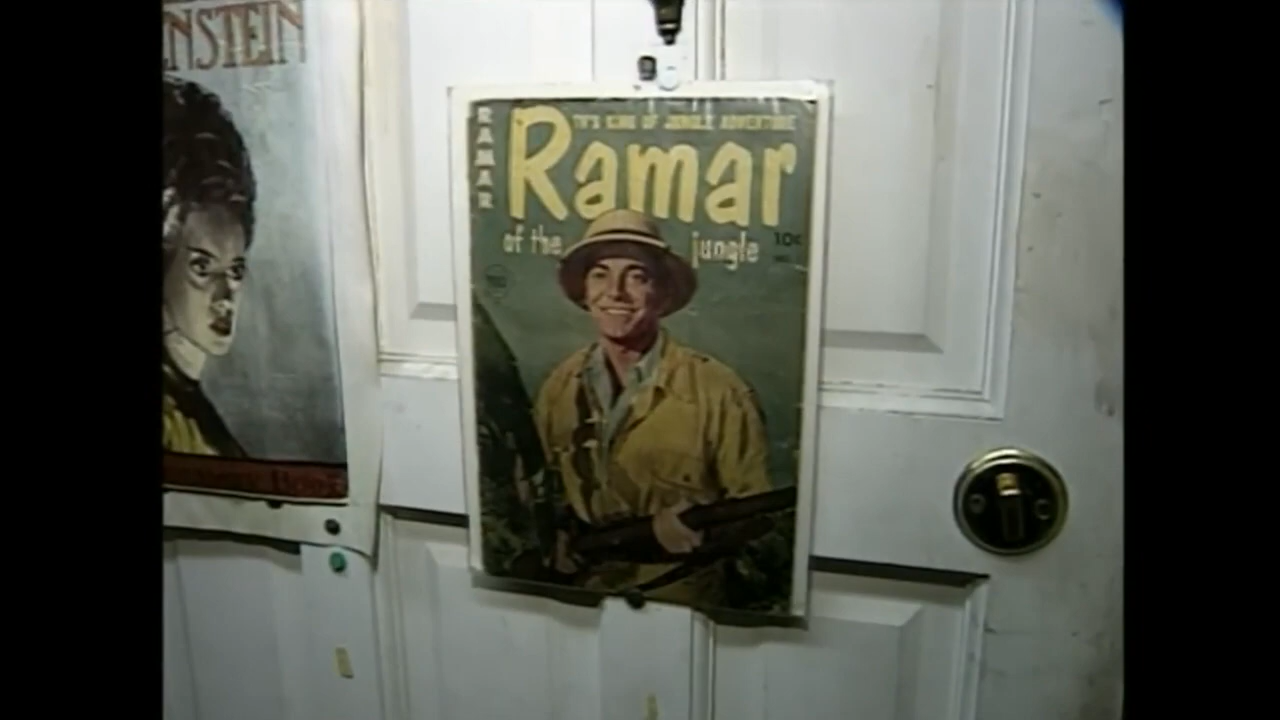 NSTEIN
RAMAR
TV'S KING OF JUNGLE ADVENTURE
Ramar
of the jungle
10¢